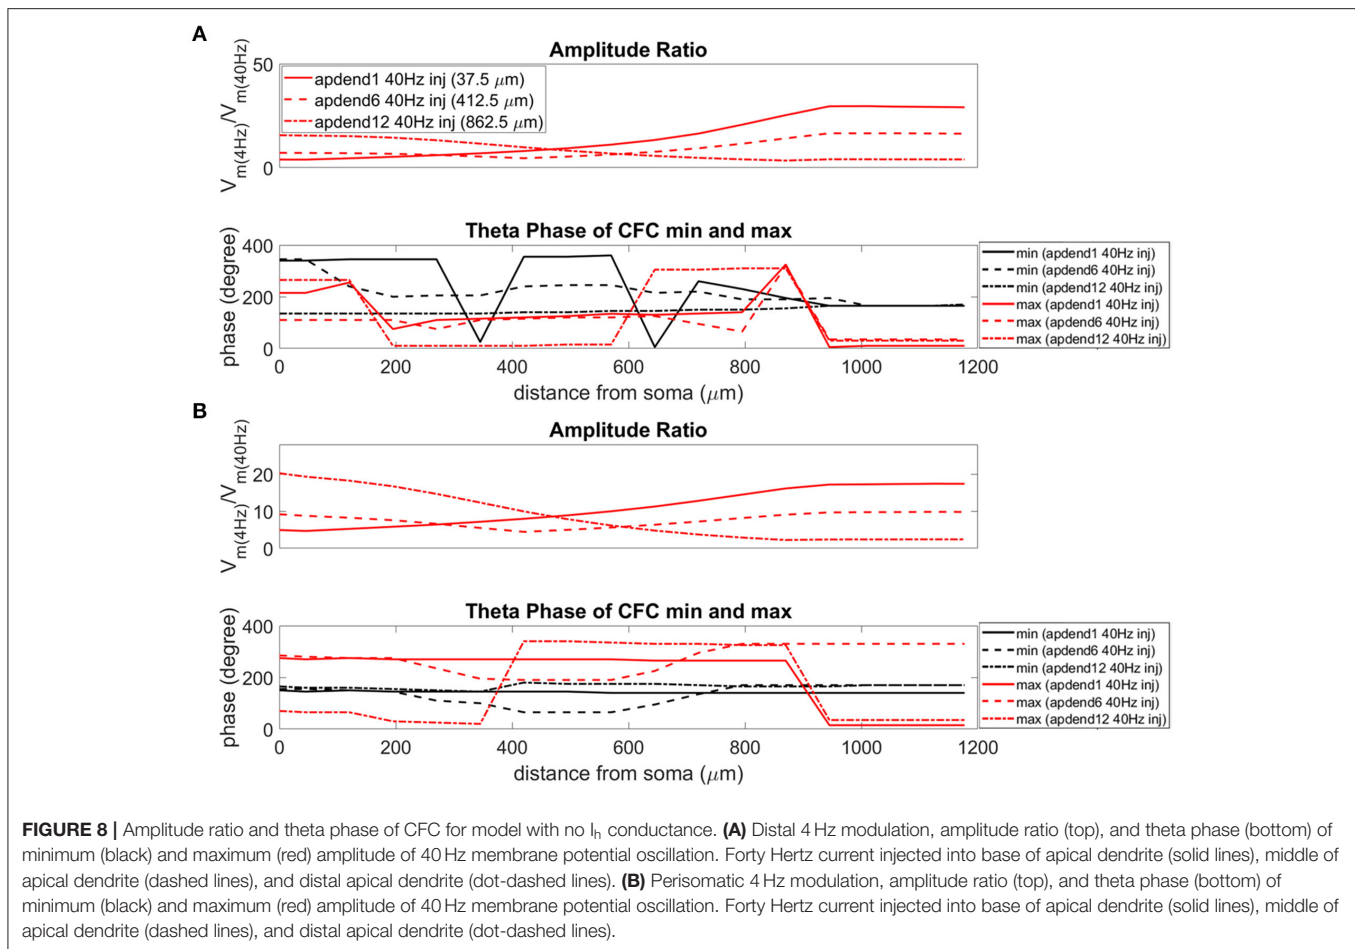 A
Amplitude Ratio
V_m(4Hz)/V_m(40Hz)
50
0
apdend1 40Hz inj (37.5 μm)
apdend6 40Hz inj (412.5 μm)
apdend12 40Hz inj (862.5 μm)
Theta Phase of CFC min and max
phase (degree)
400
200
0
0 200 400 600 800 1000 1200
distance from soma (μm)
min (apdend1 40Hz inj)
min (apdend6 40Hz inj)
min (apdend12 40Hz inj)
max (apdend1 40Hz inj)
max (apdend6 40Hz inj)
max (apdend12 40Hz inj)
B
Amplitude Ratio
V_m(4Hz)/V_m(40Hz)
20
10
0
Theta Phase of CFC min and max
phase (degree)
400
200
0
0 200 400 600 800 1000 1200
distance from soma (μm)
min (apdend1 40Hz inj)
min (apdend6 40Hz inj)
min (apdend12 40Hz inj)
max (apdend1 40Hz inj)
max (apdend6 40Hz inj)
max (apdend12 40Hz inj)
FIGURE 8 | Amplitude ratio and theta phase of CFC for model with no I_h conductance. (A) Distal 4 Hz modulation, amplitude ratio (top), and theta phase (bottom) of
minimum (black) and maximum (red) amplitude of 40 Hz membrane potential oscillation. Forty Hertz current injected into base of apical dendrite (solid lines), middle of
apical dendrite (dashed lines), and distal apical dendrite (dot-dashed lines). (B) Perisomatic 4 Hz modulation, amplitude ratio (top), and theta phase (bottom) of
minimum (black) and maximum (red) amplitude of 40 Hz membrane potential oscillation. Forty Hertz current injected into base of apical dendrite (solid lines), middle of
apical dendrite (dashed lines), and distal apical dendrite (dot-dashed lines).